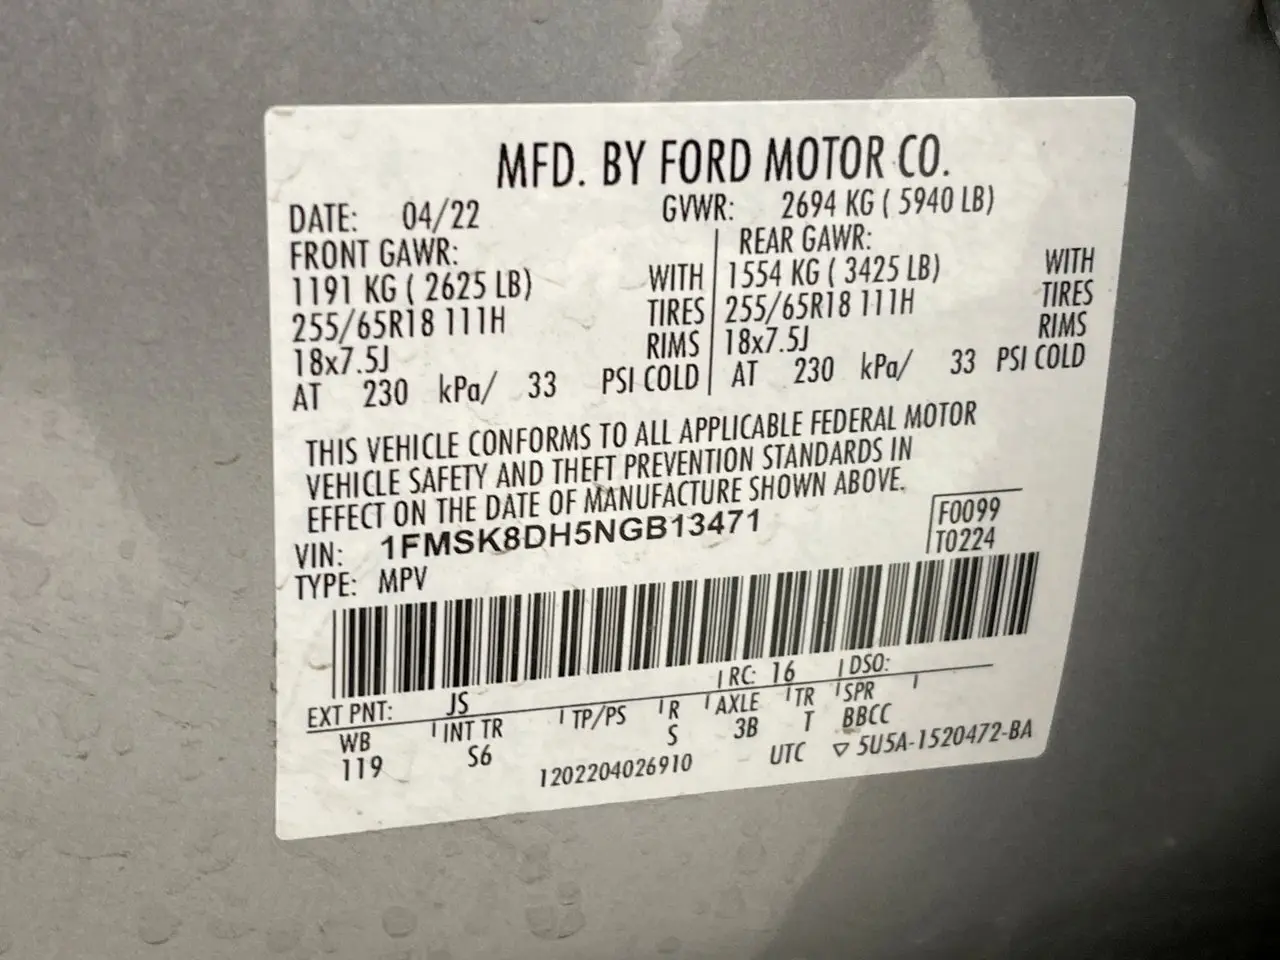 MFD. BY FORD MOTOR CO.
DATE: 04/22 GVWR: 2694 KG ( 5940 LB)
FRONT GAWR: REAR GAWR:
1191 KG ( 2625 LB) WITH 1554 KG ( 3425 LB) WITH
255/65R18 111H TIRES 255/65R18 111H TIRES
18x7.5J RIMS 18x7.5J RIMS
AT 230 kPa/ 33 PSI COLD AT 230 kPa/ 33 PSI COLD
THIS VEHICLE CONFORMS TO ALL APPLICABLE FEDERAL MOTOR
VEHICLE SAFETY AND THEFT PREVENTION STANDARDS IN
EFFECT ON THE DATE OF MANUFACTURE SHOWN ABOVE.
VIN: 1FMSK8DH5NGB13471 F0099
TYPE: MPV T0224
EXT PNT: JS RC: 16 DSO:
WB INT TR TP/PS R AXLE TR SPR
119 S6 S 3B T BBCC
1202204026910 UTC ▽ 5U5A-1520472-BA